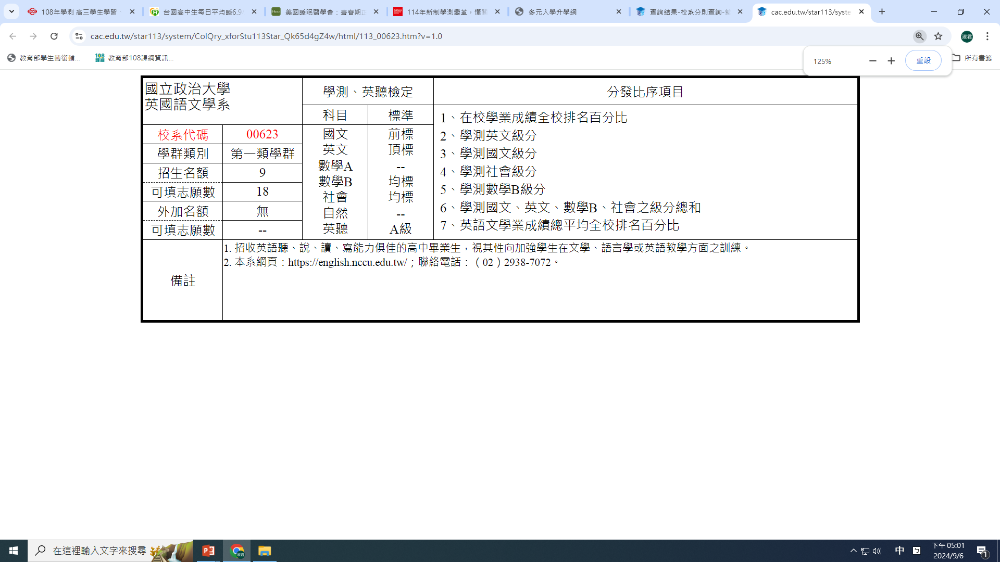 108年學測 高三學生學習、
台國高中生每日平均睡6.9
美國睡眠醫學會：青春期正
114年新制學測變革，懂關
多元入學升學網
查詢結果-校系分則查詢-繁
cac.edu.tw/star113/syste
cac.edu.tw/star113/system/ColQry_xforStu113Star_Qk65d4gZ4w/html/113_00623.htm?v=1.0
淑君
教育部學生轉銜輔...
教育部108課綱資訊...
所有書籤
125%
重設
國立政治大學
英國語文學系
學測、英聽檢定
分發比序項目
科目
標準
校系代碼
00623
學群類別
第一類學群
招生名額
9
可填志願數
18
外加名額
無
可填志願數
--
國文
前標
英文
頂標
數學A
--
數學B
均標
社會
均標
自然
--
英聽
A級
1、在校學業成績全校排名百分比
2、學測英文級分
3、學測國文級分
4、學測社會級分
5、學測數學B級分
6、學測國文、英文、數學B、社會之級分總和
7、英語文學業成績總平均全校排名百分比
備註
1. 招收英語聽、說、讀、寫能力俱佳的高中畢業生，視其性向加強學生在文學、語言學或英語教學方面之訓練。
2. 本系網頁：https://english.nccu.edu.tw/；聯絡電話：（02）2938-7072。
在這裡輸入文字來搜尋
中
下午 05:01
2024/9/6
1